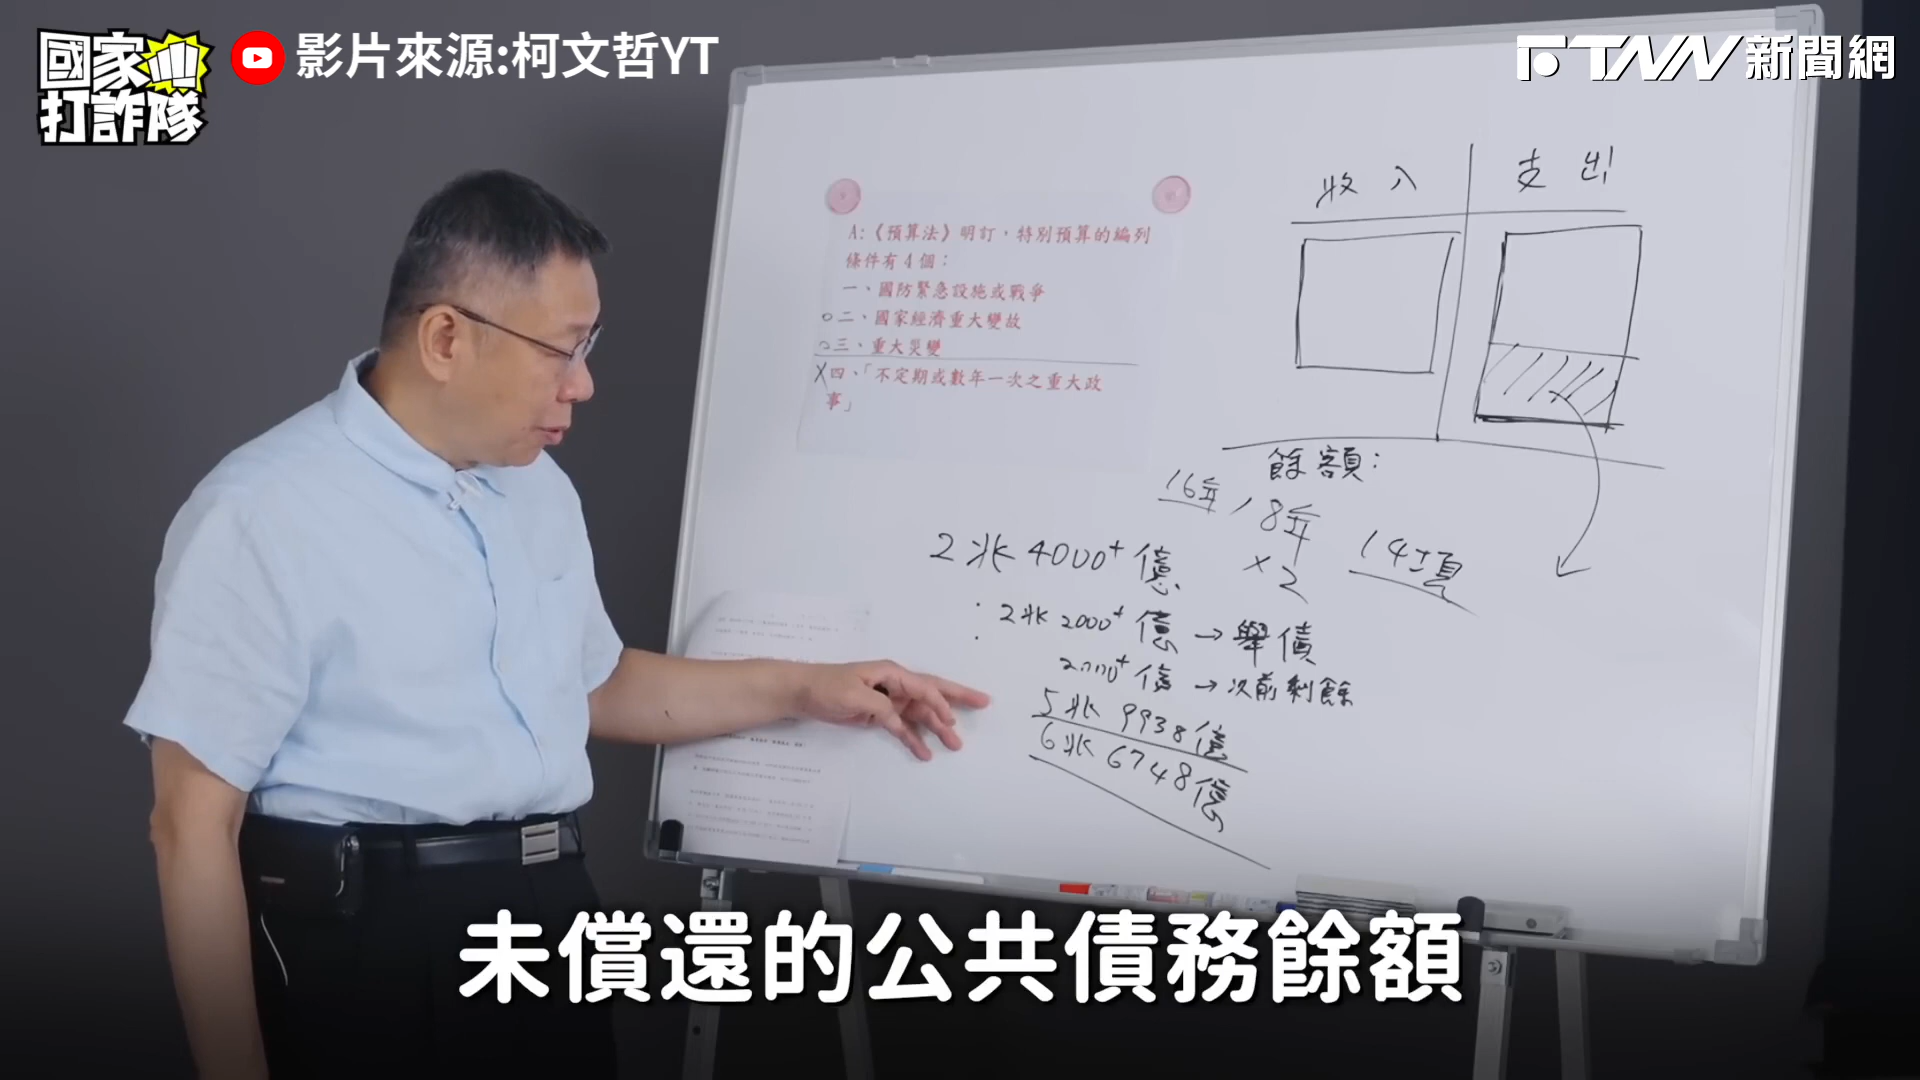 國家
打詐隊
影片來源:柯文哲YT
FTNN 新聞網
A:《預算法》明訂,特別預算的編列
條件有4個:
一、國防緊急設施或戰爭
○二、國家經濟重大變故
○三、重大災變
X四、「不定期或數年一次之重大政
事」
收入 支出
餘額:
16年 / 8年
×2
14項
2兆4000+億
: 2兆2000+億→舉債
2000+億→次前剩餘
5兆9938億
6兆6748億
未償還的公共債務餘額